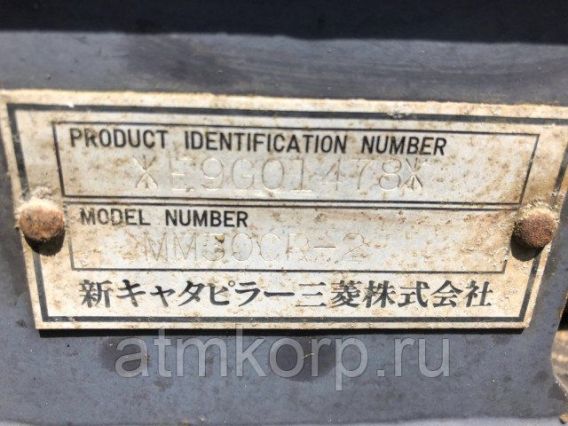 PRODUCT IDENTIFICATION NUMBER
*E9G01478*
MODEL NUMBER
MM30CR-2
新キャタピラー三菱株式会社
atmkorp.ru